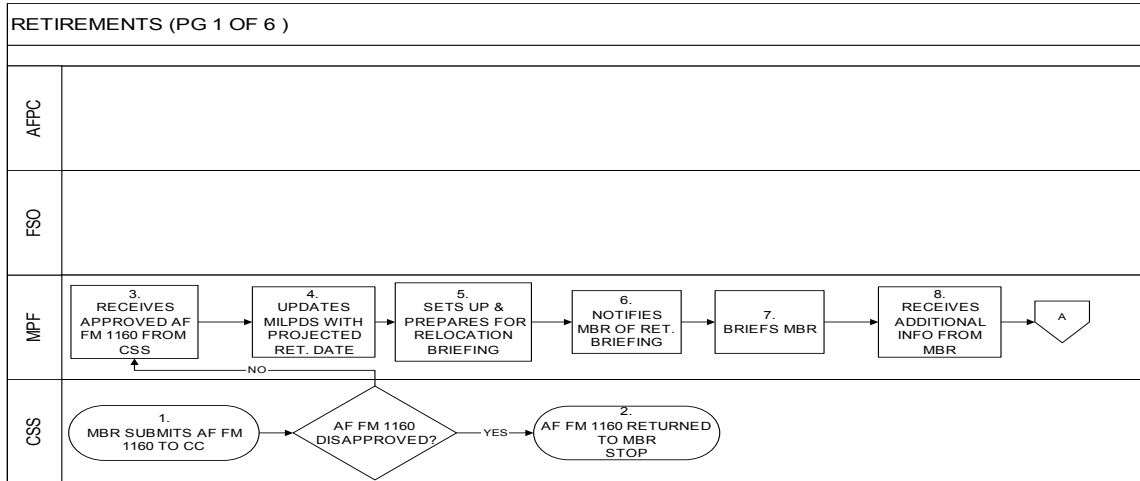 RETIREMENTS (PG 1 OF 6 )
AFPC
FSO
MPF
3.
RECEIVES
APPROVED AF
FM 1160 FROM
CSS
4.
UPDATES
MILPDS WITH
PROJECTED
RET. DATE
5.
SETS UP &
PREPARES FOR
RELOCATION
BRIEFING
6.
NOTIFIES
MBR OF RET.
BRIEFING
7.
BRIEFS MBR
8.
RECEIVES
ADDITIONAL
INFO FROM
MBR
A
NO
CSS
1.
MBR SUBMITS AF FM
1160 TO CC
AF FM 1160
DISAPPROVED?
YES
2.
AF FM 1160 RETURNED
TO MBR
STOP